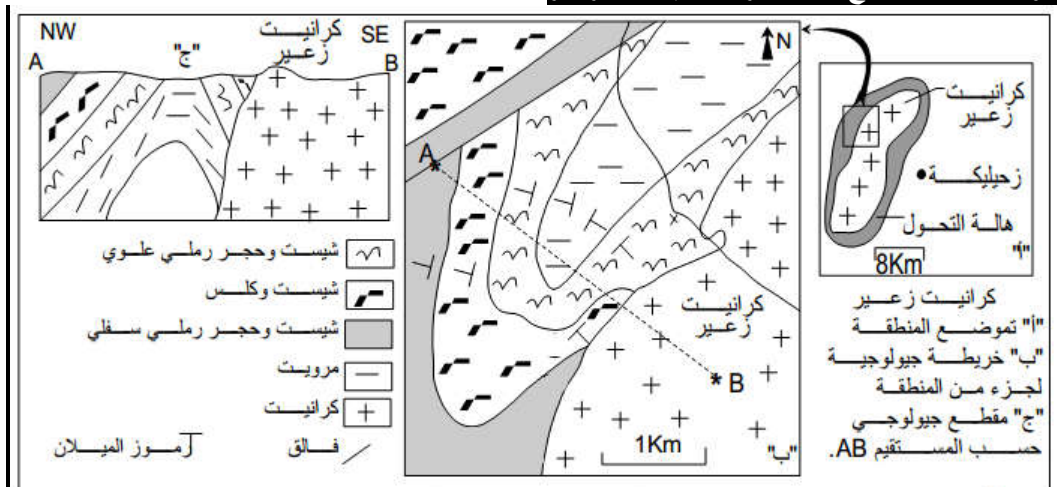 NW
SE
كرانيت
زعير
"ج"
A
B
شيست وحجر رملي علوي
شيست وكلس
شيست وحجر رملي سفلي
مرويت
كرانيت
فالق
رموز الميلان
N
A
B
كرانيت
زعير
1Km
"ب"
كرانيت
زعير
زحيليكة
هالة التحول
8Km
"أ"
كرانيت زعير
"أ" تموضع المنطقة
"ب" خريطة جيولوجية
لجزء من المنطقة
"ج" مقطع جيولوجي
حسب المستقيم AB.